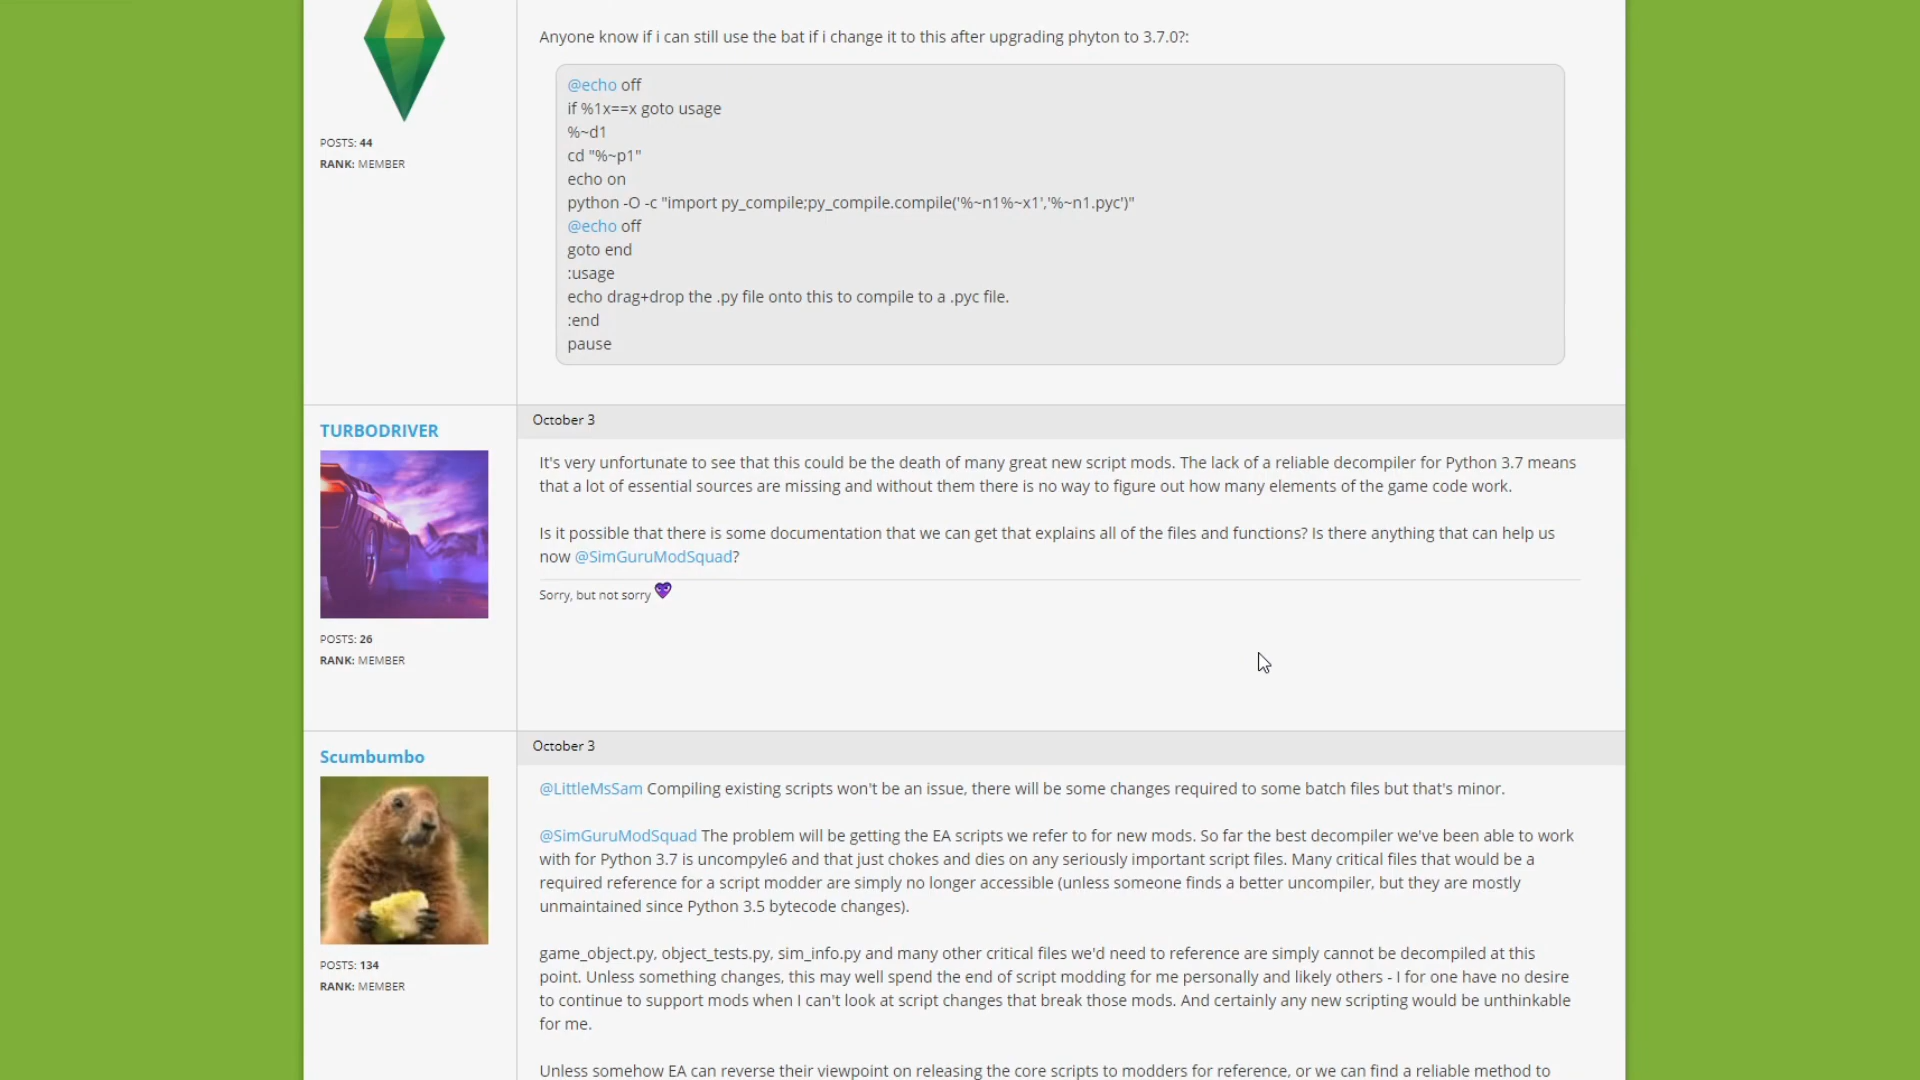 Anyone know if i can still use the bat if i change it to this after upgrading phyton to 3.7.0?:
@echo off
if %1x==x goto usage
%~d1
cd "%~p1"
echo on
python -O -c "import py_compile;py_compile.compile('%~n1%~x1','%~n1.pyc')"
@echo off
goto end
:usage
echo drag+drop the .py file onto this to compile to a .pyc file.
:end
pause
POSTS: 44
RANK: MEMBER
TURBODRIVER
POSTS: 26
RANK: MEMBER
October 3
It's very unfortunate to see that this could be the death of many great new script mods. The lack of a reliable decompiler for Python 3.7 means
that a lot of essential sources are missing and without them there is no way to figure out how many elements of the game code work.
Is it possible that there is some documentation that we can get that explains all of the files and functions? Is there anything that can help us
now @SimGuruModSquad?
Sorry, but not sorry
Scumbumbo
POSTS: 134
RANK: MEMBER
October 3
@LittleMsSam Compiling existing scripts won't be an issue, there will be some changes required to some batch files but that's minor.
@SimGuruModSquad The problem will be getting the EA scripts we refer to for new mods. So far the best decompiler we've been able to work
with for Python 3.7 is uncompyle6 and that just chokes and dies on any seriously important script files. Many critical files that would be a
required reference for a script modder are simply no longer accessible (unless someone finds a better uncompiler, but they are mostly
unmaintained since Python 3.5 bytecode changes).
game_object.py, object_tests.py, sim_info.py and many other critical files we'd need to reference are simply cannot be decompiled at this
point. Unless something changes, this may well spend the end of script modding for me personally and likely others - I for one have no desire
to continue to support mods when I can't look at script changes that break those mods. And certainly any new scripting would be unthinkable
for me.
Unless somehow EA can reverse their viewpoint on releasing the core scripts to modders for reference, or we can find a reliable method to